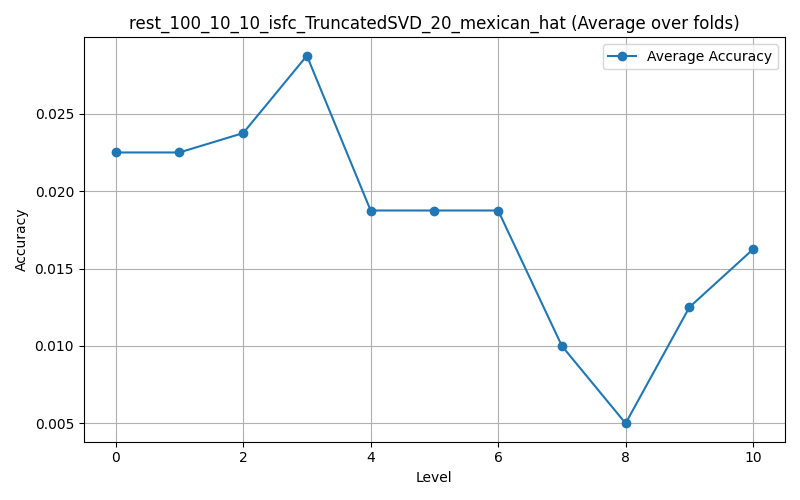 rest_100_10_10_isfc_TruncatedSVD_20_mexican_hat (Average over folds)
Average Accuracy
0.025
0.020
0.015
0.010
0.005
Accuracy
0 2 4 6 8 10
Level